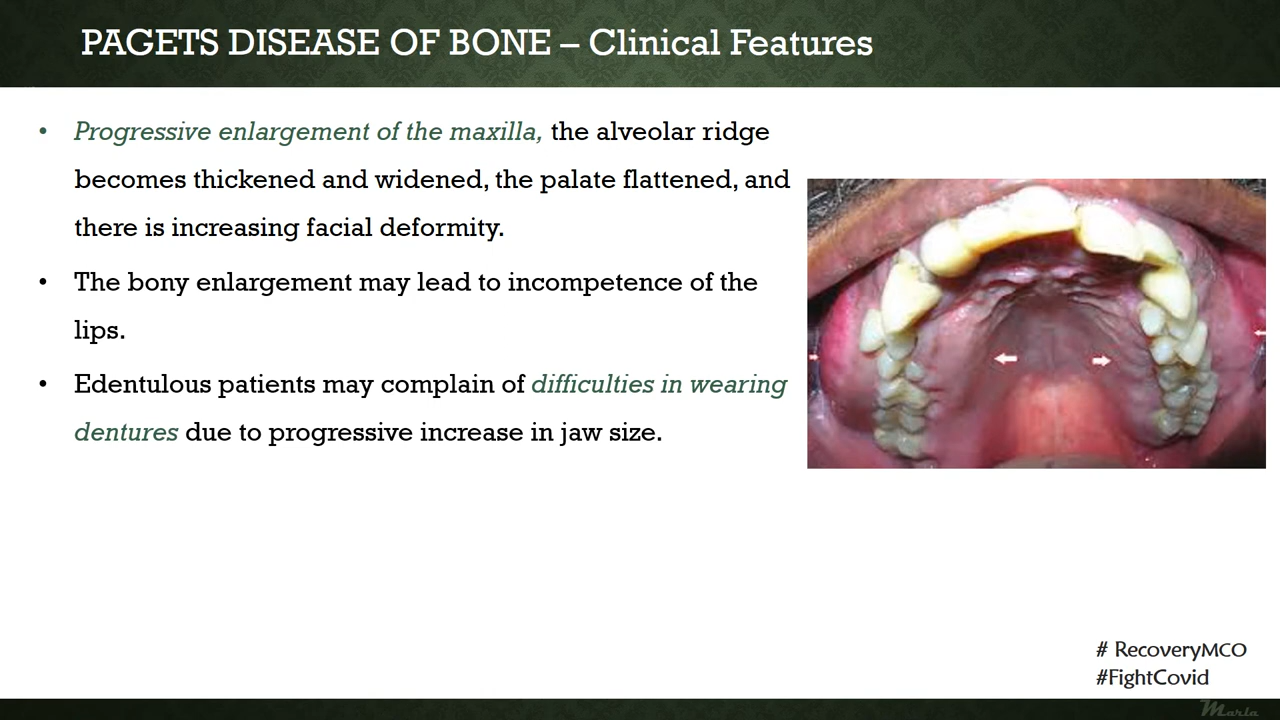 PAGETS DISEASE OF BONE – Clinical Features
• Progressive enlargement of the maxilla, the alveolar ridge
becomes thickened and widened, the palate flattened, and
there is increasing facial deformity.
• The bony enlargement may lead to incompetence of the
lips.
• Edentulous patients may complain of difficulties in wearing
dentures due to progressive increase in jaw size.
# RecoveryMCO
#FightCovid
Marla